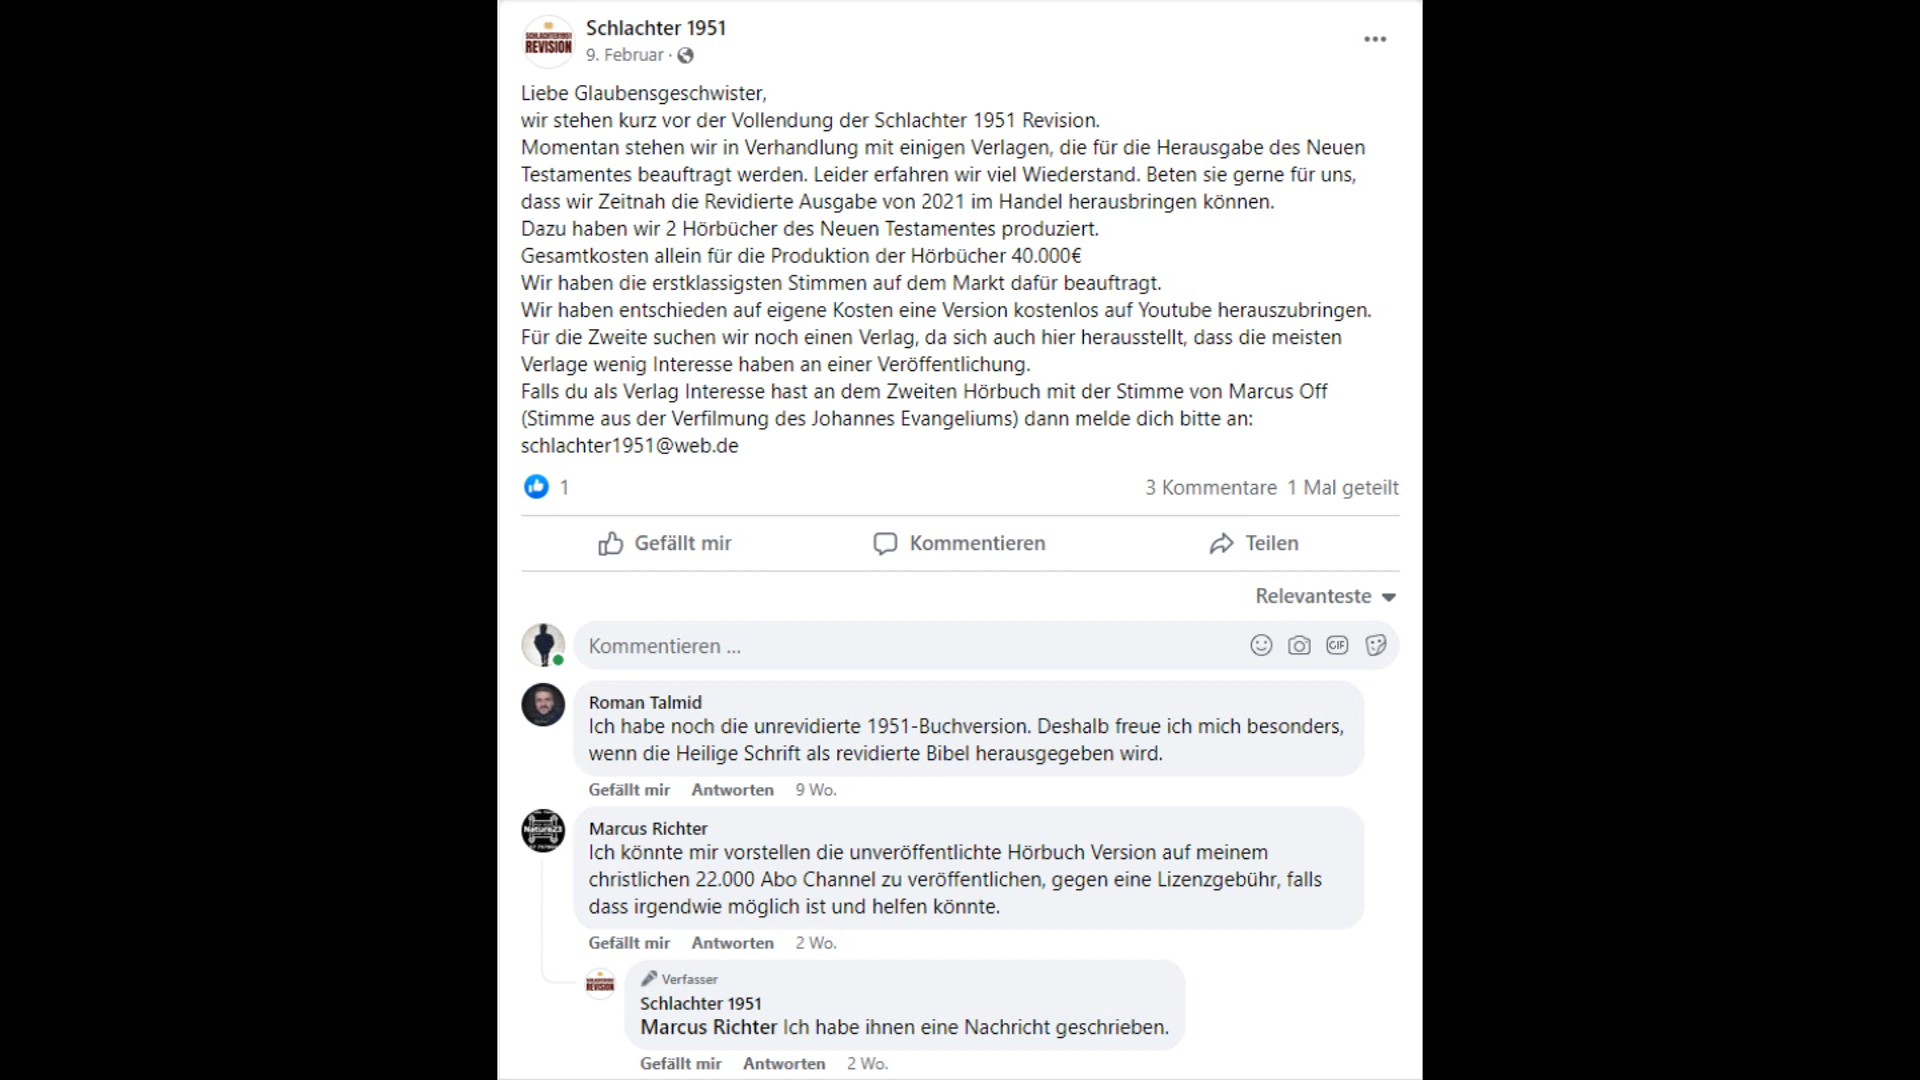 SCHLACHTER1951
REVISION
Schlachter 1951
9. Februar ·
Liebe Glaubensgeschwister,
wir stehen kurz vor der Vollendung der Schlachter 1951 Revision.
Momentan stehen wir in Verhandlung mit einigen Verlagen, die für die Herausgabe des Neuen
Testamentes beauftragt werden. Leider erfahren wir viel Wiederstand. Beten sie gerne für uns,
dass wir Zeitnah die Revidierte Ausgabe von 2021 im Handel herausbringen können.
Dazu haben wir 2 Hörbücher des Neuen Testamentes produziert.
Gesamtkosten allein für die Produktion der Hörbücher 40.000€
Wir haben die erstklassigsten Stimmen auf dem Markt dafür beauftragt.
Wir haben entschieden auf eigene Kosten eine Version kostenlos auf Youtube herauszubringen.
Für die Zweite suchen wir noch einen Verlag, da sich auch hier herausstellt, dass die meisten
Verlage wenig Interesse haben an einer Veröffentlichung.
Falls du als Verlag Interesse hast an dem Zweiten Hörbuch mit der Stimme von Marcus Off
(Stimme aus der Verfilmung des Johannes Evangeliums) dann melde dich bitte an:
schlachter1951@web.de
1
3 Kommentare 1 Mal geteilt
Gefällt mir Kommentieren Teilen
Relevanteste
Kommentieren ...
GIF
Roman Talmid
Ich habe noch die unrevidierte 1951-Buchversion. Deshalb freue ich mich besonders,
wenn die Heilige Schrift als revidierte Bibel herausgegeben wird.
Gefällt mir Antworten 9 Wo.
Nature23
Marcus Richter
Ich könnte mir vorstellen die unveröffentlichte Hörbuch Version auf meinem
christlichen 22.000 Abo Channel zu veröffentlichen, gegen eine Lizenzgebühr, falls
dass irgendwie möglich ist und helfen könnte.
Gefällt mir Antworten 2 Wo.
REVISION
Verfasser
Schlachter 1951
Marcus Richter Ich habe ihnen eine Nachricht geschrieben.
Gefällt mir Antworten 2 Wo.